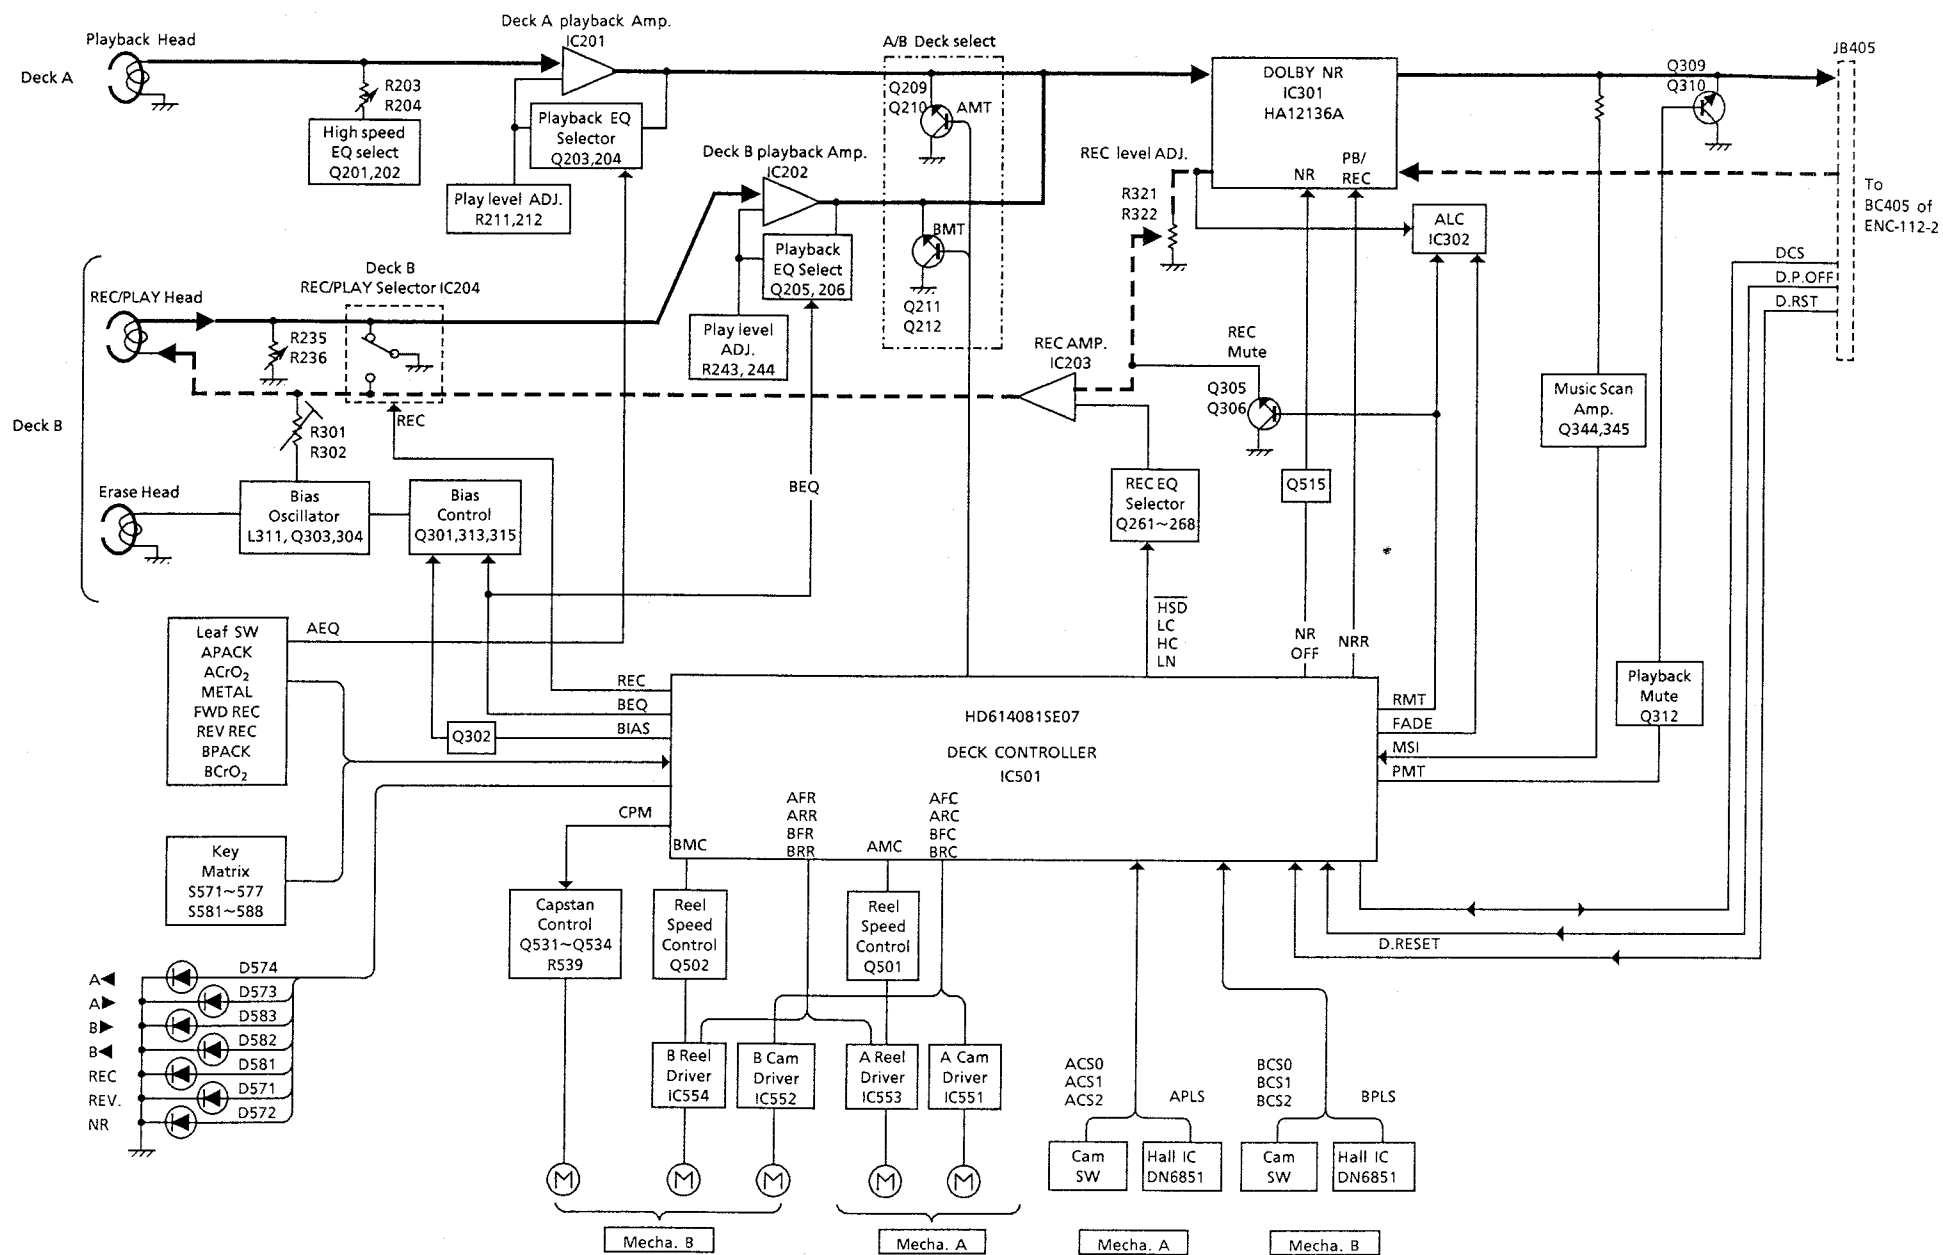 Deck A playback Amp.
IC201
Playback Head
Deck A
R203
R204
High speed
EQ select
Q201,202
Playback EQ
Selector
Q203,204
Play level ADJ.
R211,212
A/B Deck select
Q209
Q210
AMT
Deck B playback Amp.
IC202
BMT
Playback
EQ Select
Q205, 206
Q211
Q212
Play level
ADJ.
R243, 244
DOLBY NR
IC301
HA12136A
PB/
REC
NR
REC level ADJ.
R321
R322
ALC
IC302
Q309
Q310
JB405
To
BC405 of
ENC-112-2
DCS
D.P.OFF
D.RST
Deck B
REC/PLAY Selector IC204
REC/PLAY Head
R235
R236
Deck B
REC
R301
R302
REC AMP.
IC203
REC
Mute
Q305
Q306
Music Scan
Amp.
Q344,345
Erase Head
Bias
Oscillator
L311, Q303,304
Bias
Control
Q301,313,315
BEQ
REC EQ
Selector
Q261~268
Q515
HSD
LC
HC
LN
NR
OFF
NRR
Playback
Mute
Q312
Leaf SW
APACK
ACrO₂
METAL
FWD REC
REV REC
BPACK
BCrO₂
AEQ
REC
BEQ
BIAS
Q302
HD614081SE07
DECK CONTROLLER
IC501
RMT
FADE
MSI
PMT
CPM
BMC
AFR
ARR
BFR
BRR
AMC
AFC
ARC
BFC
BRC
Key
Matrix
S571~577
S581~588
Capstan
Control
Q531~Q534
R539
Reel
Speed
Control
Q502
Reel
Speed
Control
Q501
D.RESET
A◀ D574
A▶ D573
B▶ D583
B◀ D582
REC D581
REV. D571
NR D572
B Reel
Driver
IC554
B Cam
Driver
IC552
A Reel
Driver
IC553
A Cam
Driver
IC551
ACS0
ACS1
ACS2
APLS
BCS0
BCS1
BCS2
BPLS
Cam
SW
Hall IC
DN6851
Cam
SW
Hall IC
DN6851
M M M M M
Mecha. B
Mecha. A
Mecha. A
Mecha. B